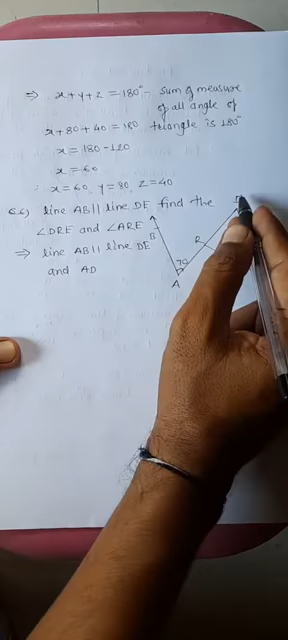 ⇒ x+y+z = 180° - sum of measure
of all angle of
x+80+40=180 triangle is 180°
x = 180-120
x = 60
∴ x=60, y=80, z=40
line AB॥ line DE find the
∠DRE and ∠ARE
⇒ line AB॥ line DE
and AD
B
R
70
A